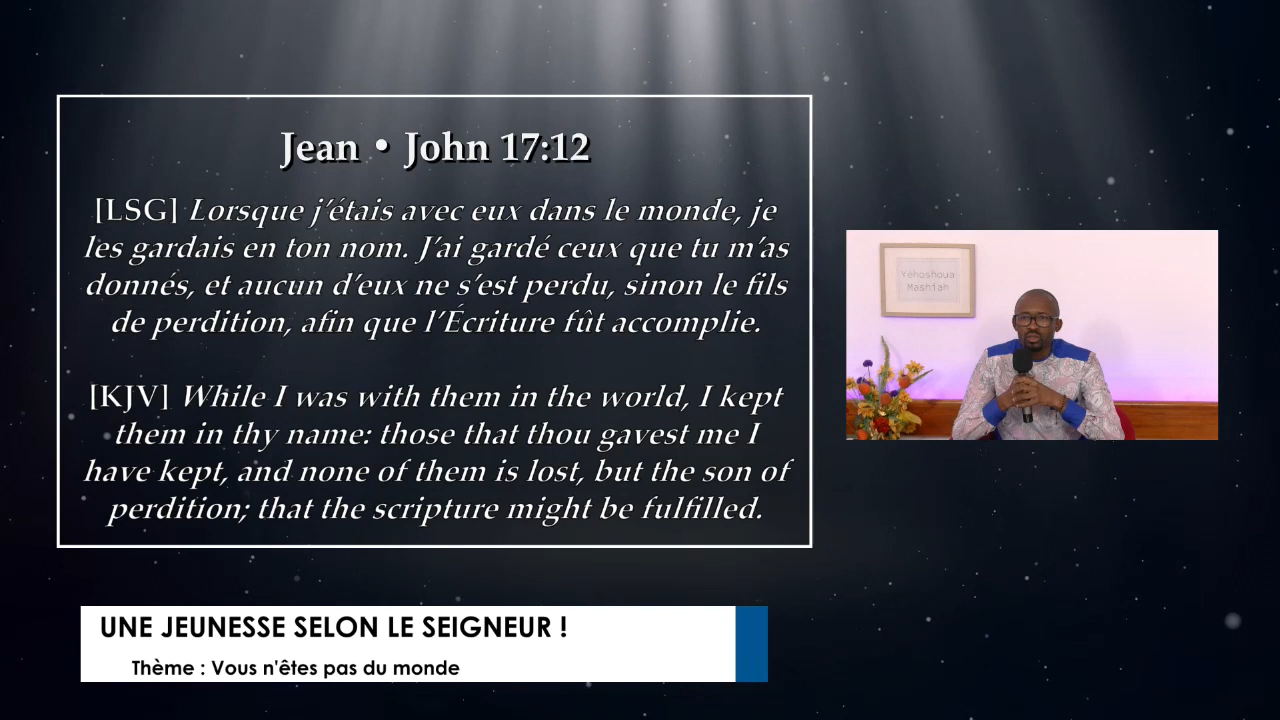 Jean • John 17:12
[LSG] Lorsque j’étais avec eux dans le monde, je
les gardais en ton nom. J’ai gardé ceux que tu m’as
donnés, et aucun d’eux ne s’est perdu, sinon le fils
de perdition, afin que l’Écriture fût accomplie.
[KJV] While I was with them in the world, I kept
them in thy name: those that thou gavest me I
have kept, and none of them is lost, but the son of
perdition; that the scripture might be fulfilled.
Yéhoshoua
Mashiah
UNE JEUNESSE SELON LE SEIGNEUR !
Thème : Vous n'êtes pas du monde